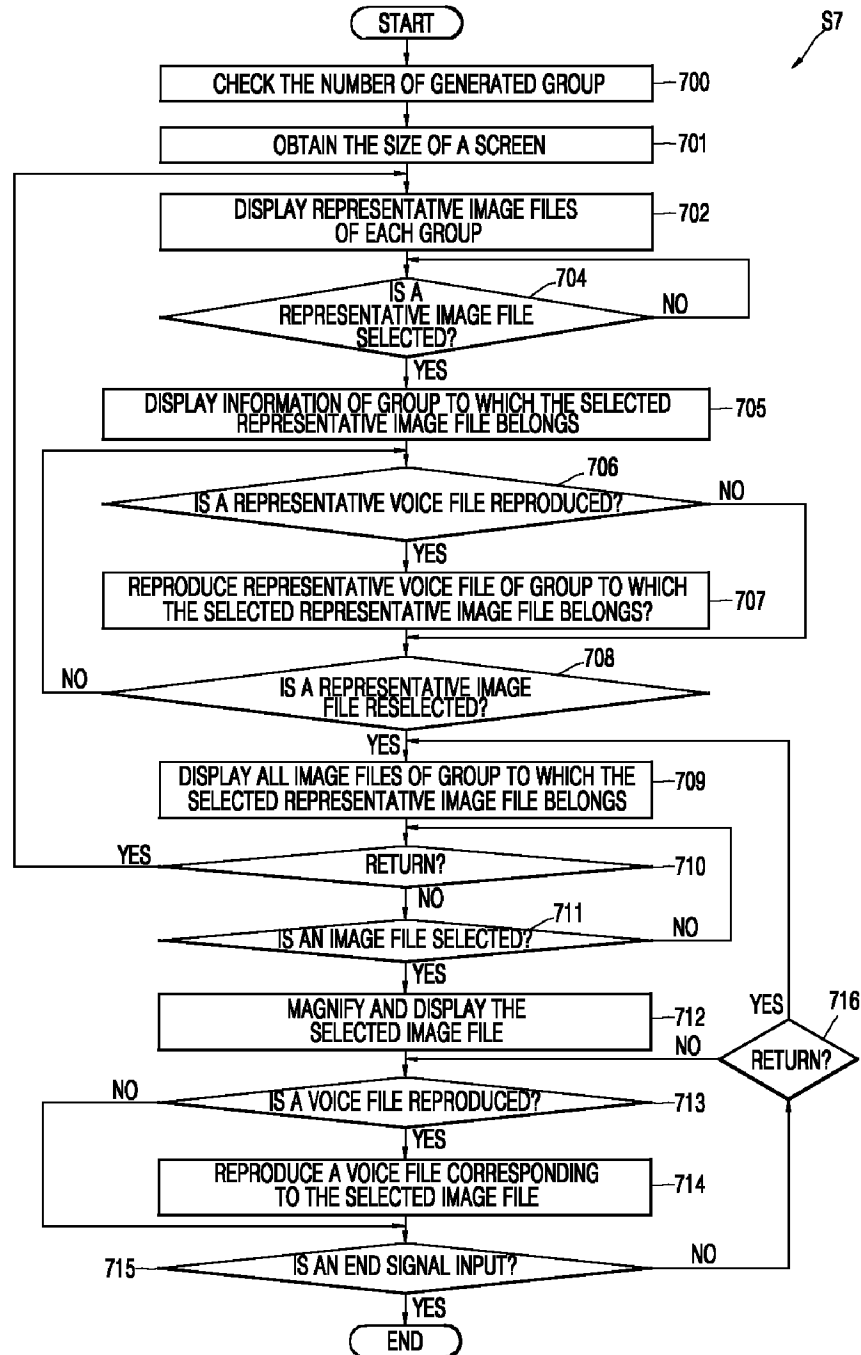 START
S7
CHECK THE NUMBER OF GENERATED GROUP
700
OBTAIN THE SIZE OF A SCREEN
701
DISPLAY REPRESENTATIVE IMAGE FILES
OF EACH GROUP
702
704
IS A
REPRESENTATIVE IMAGE FILE
SELECTED?
NO
YES
DISPLAY INFORMATION OF GROUP TO WHICH THE SELECTED
REPRESENTATIVE IMAGE FILE BELONGS
705
706
IS A REPRESENTATIVE VOICE FILE REPRODUCED?
NO
YES
REPRODUCE REPRESENTATIVE VOICE FILE OF GROUP TO WHICH
THE SELECTED REPRESENTATIVE IMAGE FILE BELONGS?
707
708
NO
IS A REPRESENTATIVE IMAGE
FILE RESELECTED?
YES
DISPLAY ALL IMAGE FILES OF GROUP TO WHICH THE
SELECTED REPRESENTATIVE IMAGE FILE BELONGS
709
YES
RETURN?
710
NO
711
IS AN IMAGE FILE SELECTED?
NO
YES
MAGNIFY AND DISPLAY THE
SELECTED IMAGE FILE
712
YES
716
NO
RETURN?
NO
IS A VOICE FILE REPRODUCED?
713
YES
REPRODUCE A VOICE FILE CORRESPONDING
TO THE SELECTED IMAGE FILE
714
715
IS AN END SIGNAL INPUT?
NO
YES
END